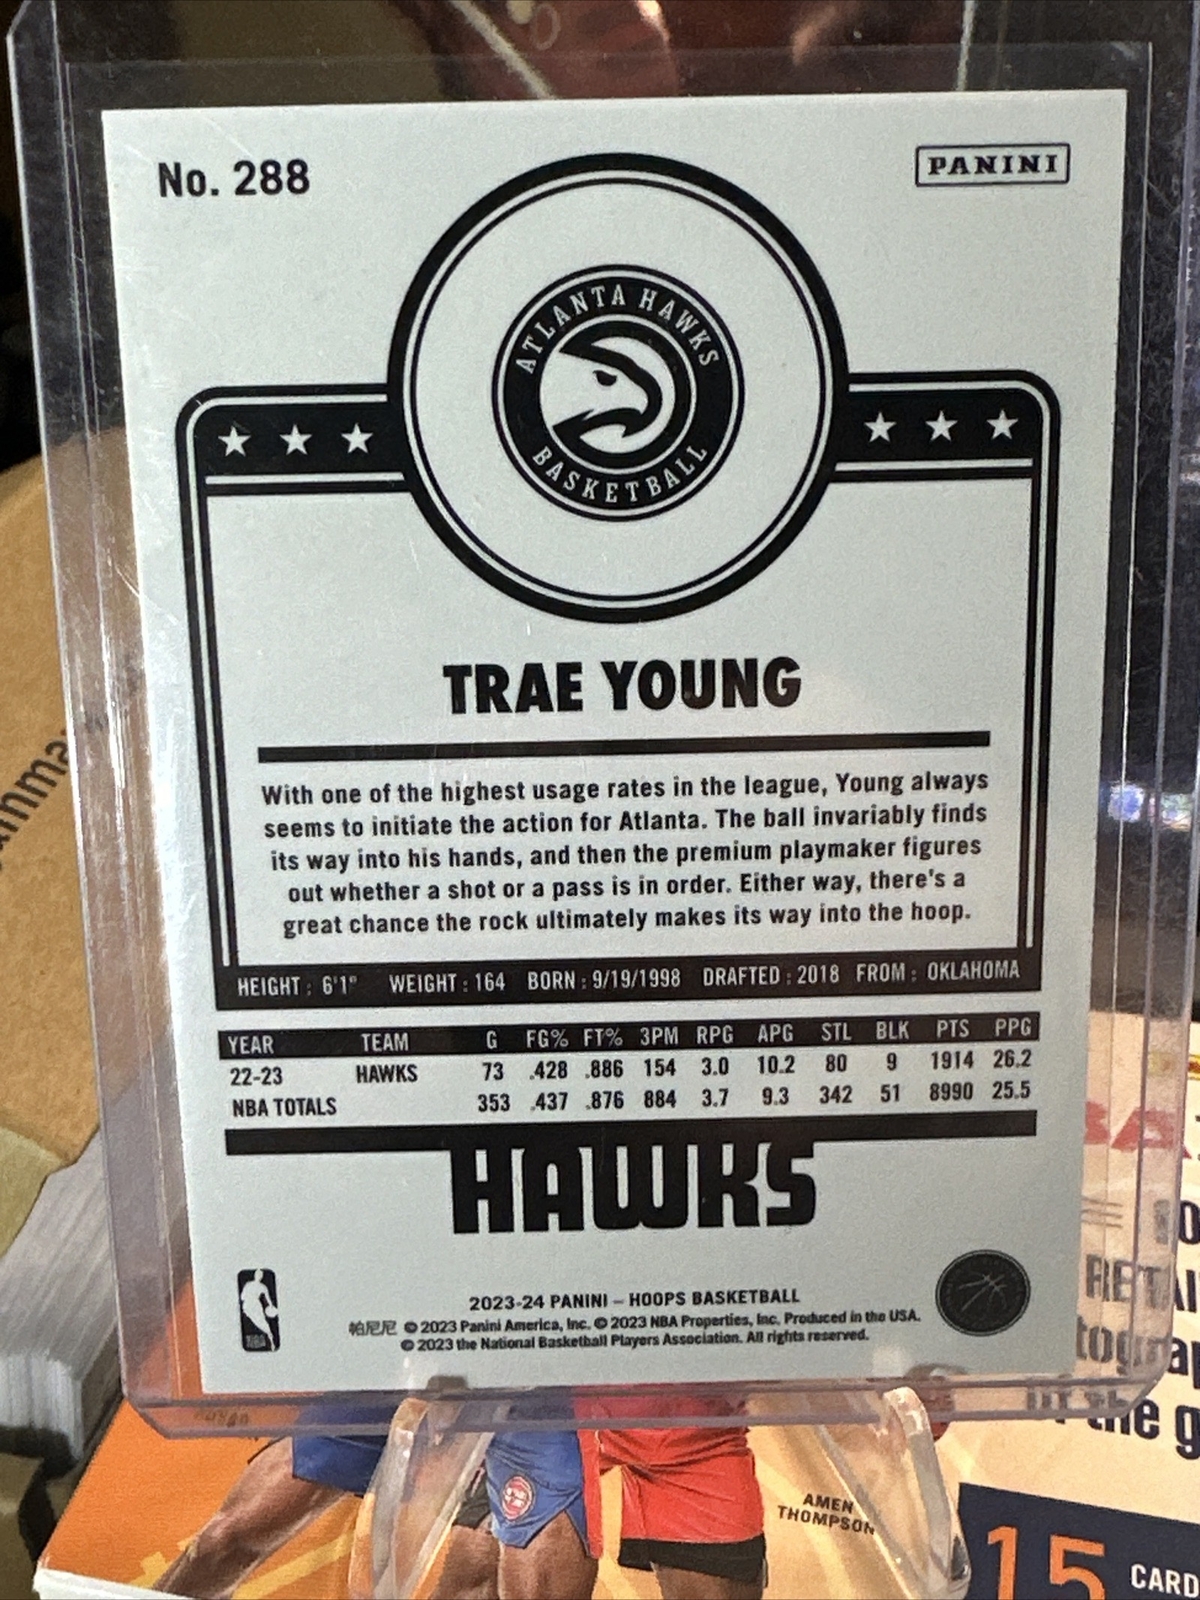 No. 288
PANINI
ATLANTA HAWKS
BASKETBALL
TRAE YOUNG
With one of the highest usage rates in the league, Young always
seems to initiate the action for Atlanta. The ball invariably finds
its way into his hands, and then the premium playmaker figures
out whether a shot or a pass is in order. Either way, there's a
great chance the rock ultimately makes its way into the hoop.
HEIGHT : 6'1" WEIGHT : 164 BORN : 9/19/1998 DRAFTED : 2018 FROM : OKLAHOMA
YEAR TEAM G FG% FT% 3PM RPG APG STL BLK PTS PPG
22-23 HAWKS 73 .428 .886 154 3.0 10.2 80 9 1914 26.2
NBA TOTALS 353 .437 .876 884 3.7 9.3 342 51 8990 25.5
HAWKS
NBA
2023-24 PANINI – HOOPS BASKETBALL
帕尼尼 © 2023 Panini America, Inc. © 2023 NBA Properties, Inc. Produced in the USA.
© 2023 the National Basketball Players Association. All rights reserved.
in the
AMEN
THOMPSON
15 CARD